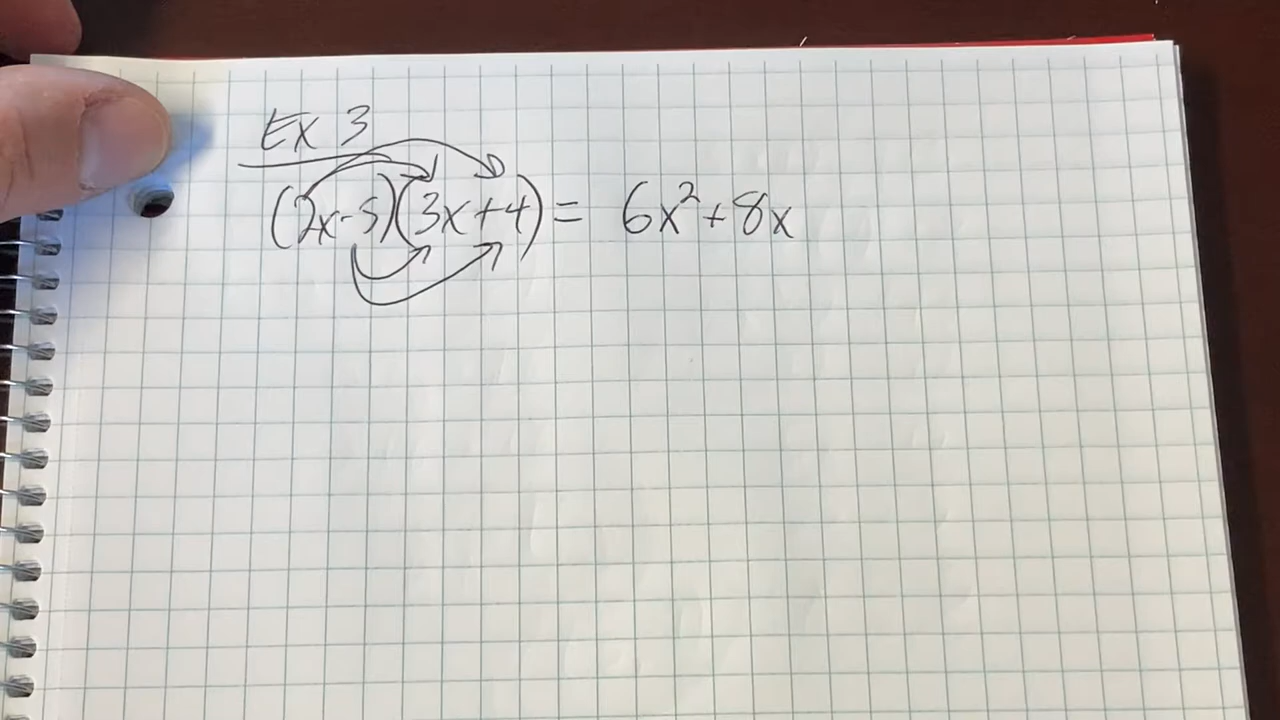 Ex 3
(2x-5)(3x+4) = 6x²+8x